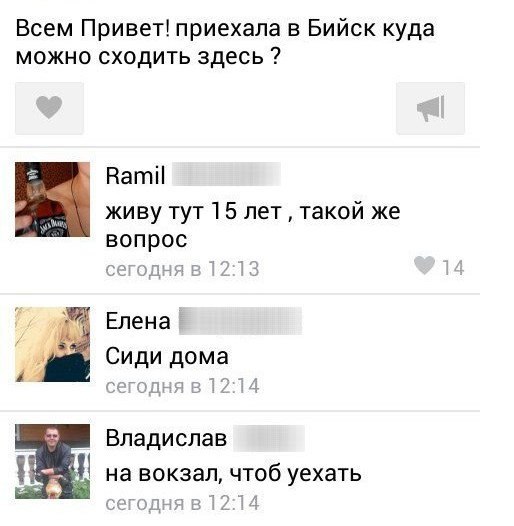 Всем Привет! приехала в Бийск куда
можно сходить здесь ?
Ramil
живу тут 15 лет , такой же
вопрос
сегодня в 12:13
14
Елена
Сиди дома
сегодня в 12:14
Владислав
на вокзал, чтоб уехать
сегодня в 12:14